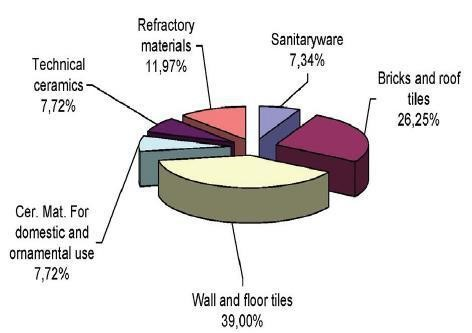 Refractory
materials
11,97%
Sanitaryware
7,34%
Technical
ceramics
7,72%
Bricks and roof
tiles
26,25%
Cer. Mat. For
domestic and
ornamental use
7,72%
Wall and floor tiles
39,00%